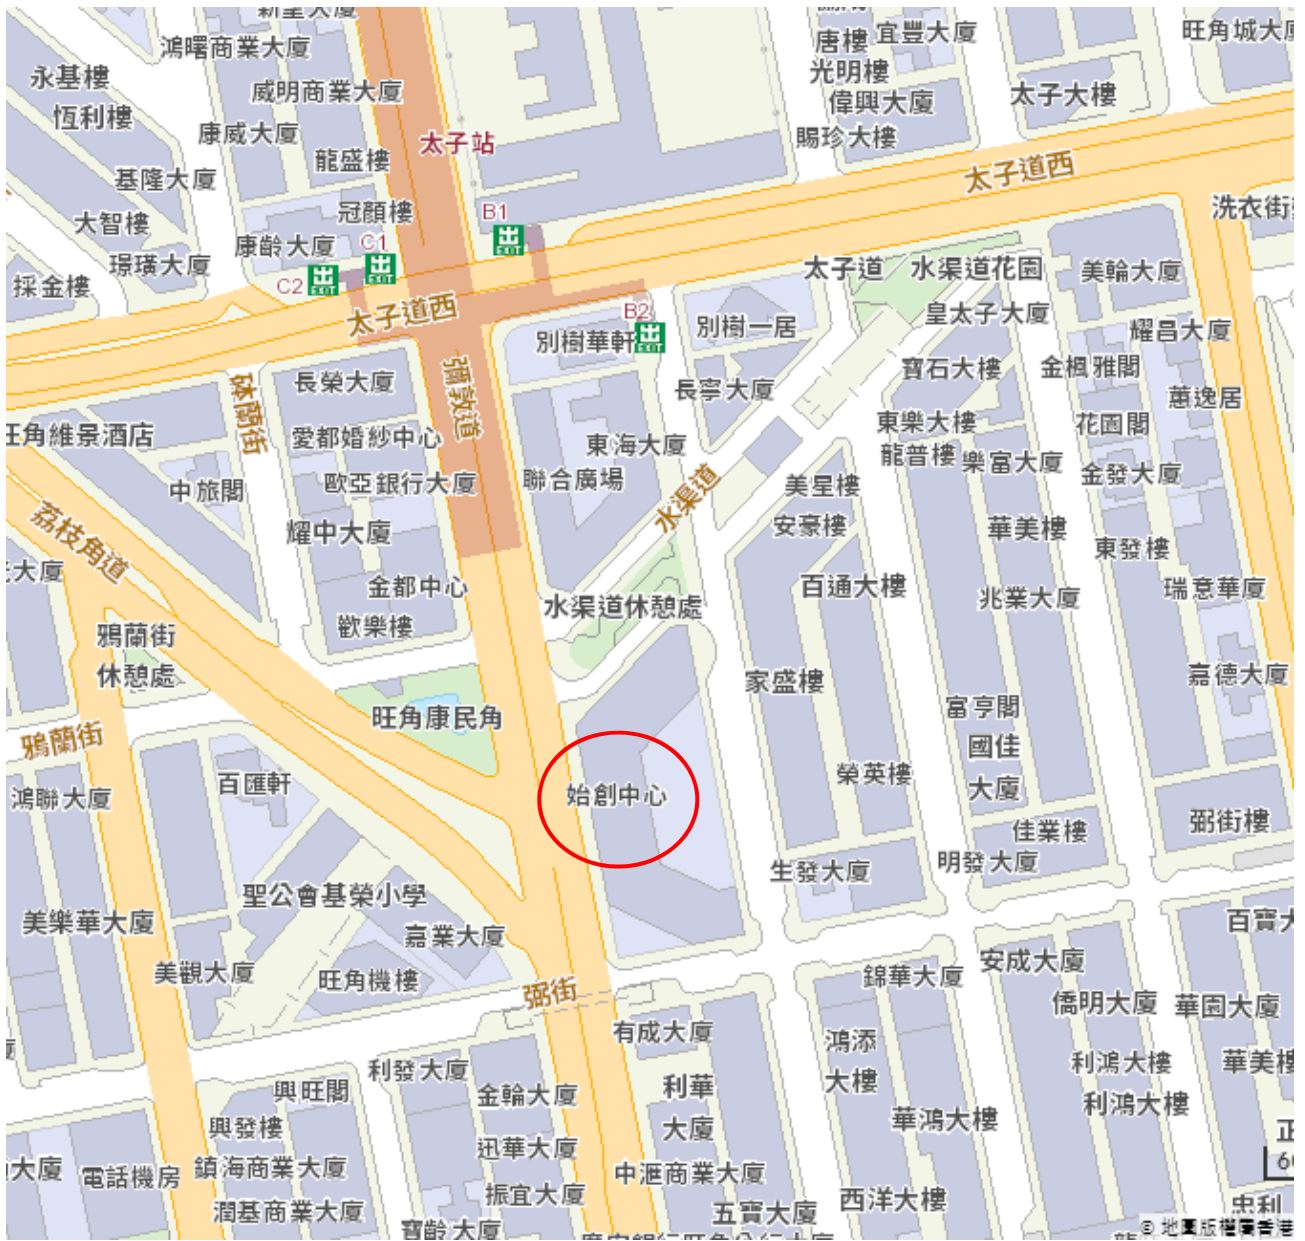 鴻曙商業大廈
唐樓
宜豐大廈
永基樓
威明商業大廈
光明樓
偉興大廈
太子大樓
恆利樓
康威大廈
太子站
賜珍大樓
龍盛樓
基隆大廈
太子道西
大智樓
冠顏樓
B1
康齡大廈
C1
出
EXIT
璟璜大廈
出
EXIT
C2
出
EXIT
採金樓
太子道/水渠道花園
美輪大廈
太子道西
B2
出
EXIT
別樹華軒
別樹一居
皇太子大廈
耀昌大廈
長榮大廈
砵蘭街
彌敦道
長寧大廈
寶石大樓
金楓雅閣
蕙逸居
旺角維景酒店
愛都婚紗中心
東海大廈
東樂大樓
花園閣
龍普樓
樂富大廈
金發大廈
中旅閣
歐亞銀行大廈
聯合廣場
水渠道
美星樓
荔枝角道
耀中大廈
安豪樓
華美樓
東發樓
金都中心
水渠道休憩處
百通大樓
兆業大廈
瑞意華廈
歡樂樓
鴉蘭街
休憩處
家盛樓
嘉德大廈
旺角康民角
富亨閣
鴉蘭街
國佳
大廈
百匯軒
始創中心
榮英樓
鴻聯大廈
佳業樓
弼街樓
生發大廈
明發大廈
聖公會基榮小學
美樂華大廈
嘉業大廈
美觀大廈
旺角機樓
弼街
錦華大廈
安成大廈
僑明大廈
華園大廈
有成大廈
鴻添
大樓
利發大廈
利鴻大樓
興旺閣
金輪大廈
利華
大廈
利鴻大樓
興發樓
華鴻大樓
迅華大廈
電話機房
鎮海商業大廈
中滙商業大廈
振宜大廈
西洋大樓
潤基商業大廈
五寶大廈
寶齡大廈